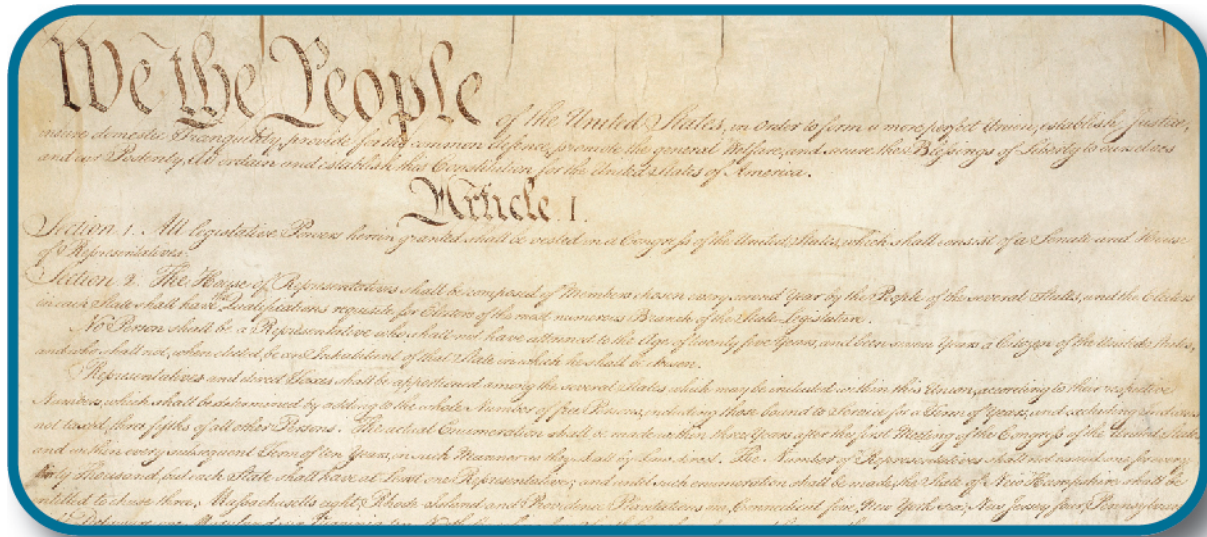 We the People of the United States, in Order to form a more perfect Union, establish Justice,
insure domestic Tranquility, provide for the common defence, promote the general Welfare, and secure the Blessings of Liberty to ourselves
and our Posterity, do ordain and establish this Constitution for the United States of America.
Article. I.
Section. 1. All legislative Powers herein granted shall be vested in a Congress of the United States, which shall consist of a Senate and House
of Representatives.
Section. 2. The House of Representatives shall be composed of Members chosen every second Year by the People of the several States, and the Electors
in each State shall have the Qualifications requisite for Electors of the most numerous Branch of the State Legislature.
No Person shall be a Representative who shall not have attained to the Age of twenty five Years, and been seven Years a Citizen of the United States,
and who shall not, when elected, be an Inhabitant of that State in which he shall be chosen.
Representatives and direct Taxes shall be apportioned among the several States which may be included within this Union, according to their respective
Numbers, which shall be determined by adding to the whole Number of free Persons, including those bound to Service for a Term of Years, and excluding Indians
not taxed, three fifths of all other Persons. The actual Enumeration shall be made within three Years after the first Meeting of the Congress of the United States,
and within every subsequent Term of ten Years, in such Manner as they shall by Law direct. The Number of Representatives shall not exceed one for every
thirty Thousand, but each State shall have at Least one Representative; and until such enumeration shall be made, the State of New Hampshire shall be
entitled to chuse three, Massachusetts eight, Rhode-Island and Providence Plantations one, Connecticut five, New-York six, New Jersey four, Pennsylvania